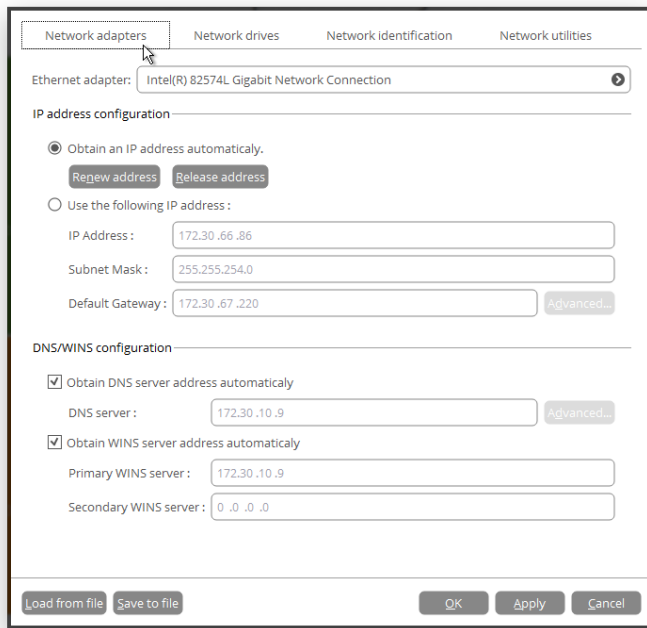 Network adapters Network drives Network identification Network utilities
Ethernet adapter: Intel(R) 82574L Gigabit Network Connection
IP address configuration
Obtain an IP address automaticaly.
Renew address Release address
Use the following IP address :
IP Address : 172.30 .66 .86
Subnet Mask : 255.255.254.0
Default Gateway : 172.30 .67 .220 Advanced...
DNS/WINS configuration
Obtain DNS server address automaticaly
DNS server : 172.30 .10 .9 Advanced...
Obtain WINS server address automaticaly
Primary WINS server : 172.30 .10 .9
Secondary WINS server : 0 .0 .0 .0
Load from file Save to file OK Apply Cancel